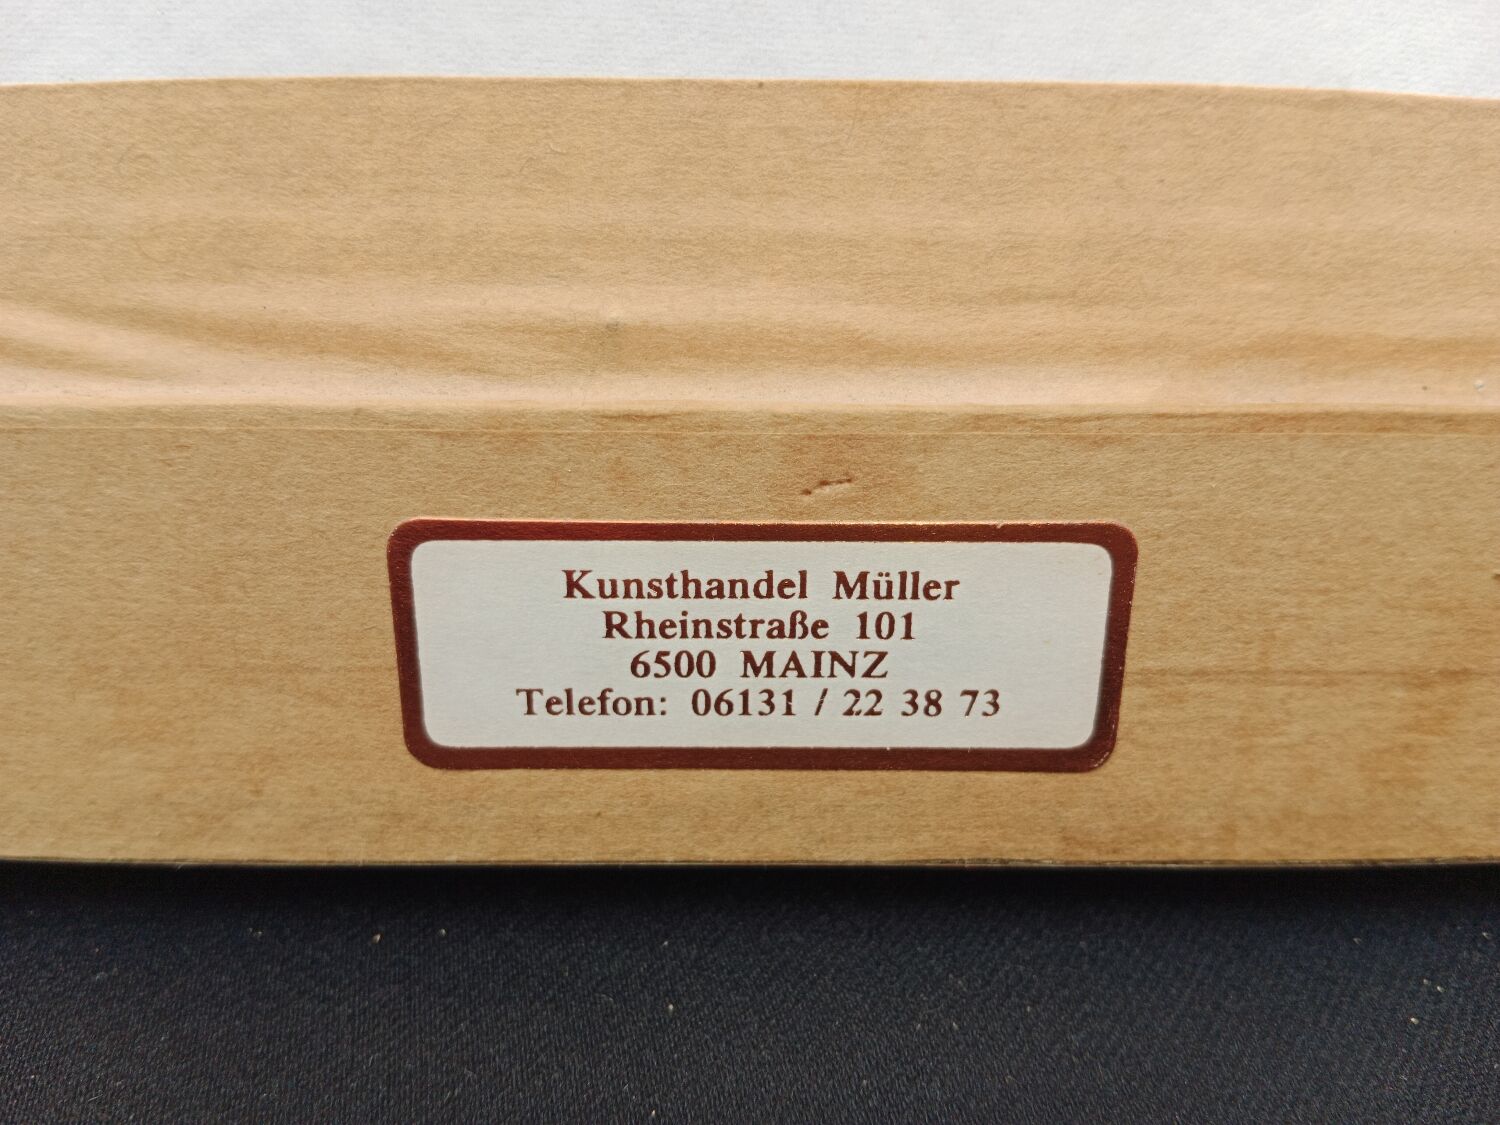 Kunsthandel Müller
Rheinstraße 101
6500 MAINZ
Telefon: 06131 / 22 38 73